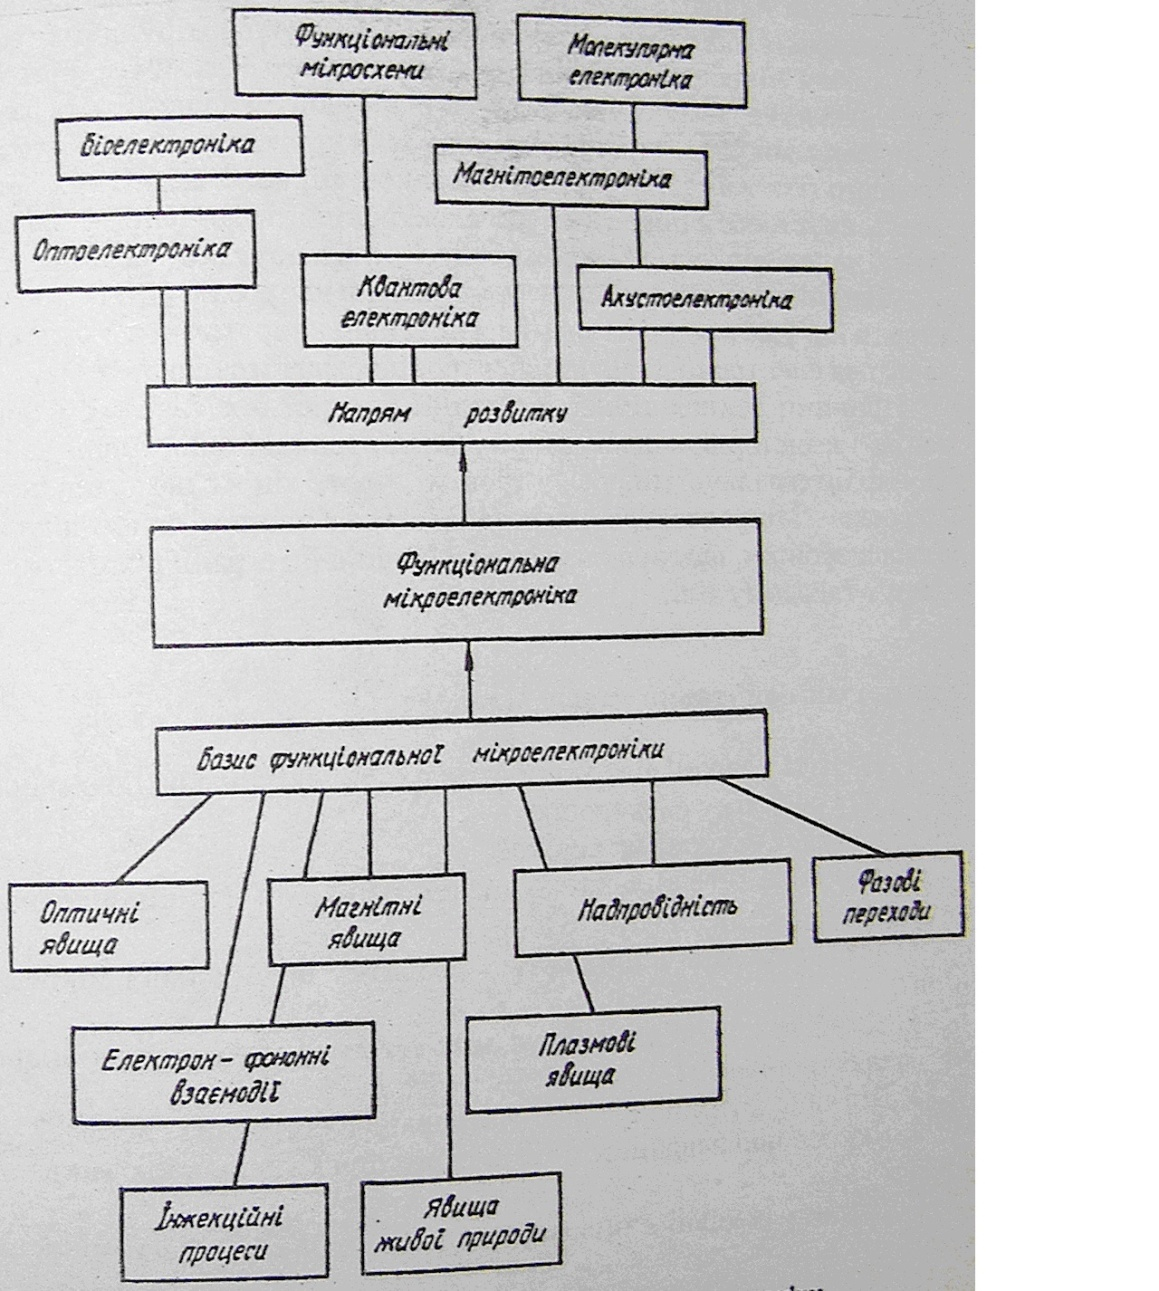 Функціональні
мікросхеми
Молекулярна
електроніка
Біоелектроніка
Магнітоелектроніка
Оптоелектроніка
Квантова
електроніка
Акустоелектроніка
Напрям розвитку
Функціональна
мікроелектроніка
Базис функціональної мікроелектроніки
Оптичні
явища
Магнітні
явища
Надпровідність
Фазові
переходи
Електрон-фононні
взаємодії
Плазмові
явища
Інжекційні
процеси
Явища
живої природи